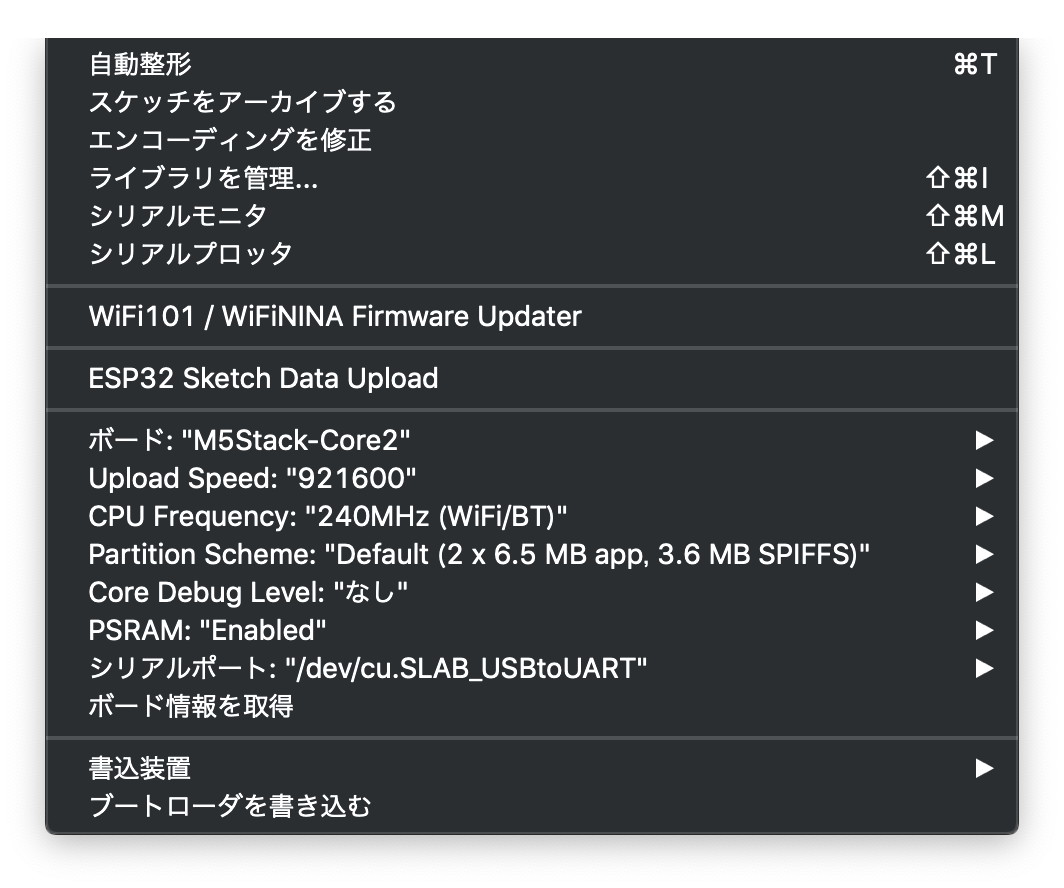 自動整形 ⌘T
スケッチをアーカイブする
エンコーディングを修正
ライブラリを管理... ⇧⌘I
シリアルモニタ ⇧⌘M
シリアルプロッタ ⇧⌘L
WiFi101 / WiFiNINA Firmware Updater
ESP32 Sketch Data Upload
ボード: "M5Stack-Core2" ▶
Upload Speed: "921600" ▶
CPU Frequency: "240MHz (WiFi/BT)" ▶
Partition Scheme: "Default (2 x 6.5 MB app, 3.6 MB SPIFFS)" ▶
Core Debug Level: "なし" ▶
PSRAM: "Enabled" ▶
シリアルポート: "/dev/cu.SLAB_USBtoUART" ▶
ボード情報を取得
書込装置 ▶
ブートローダを書き込む